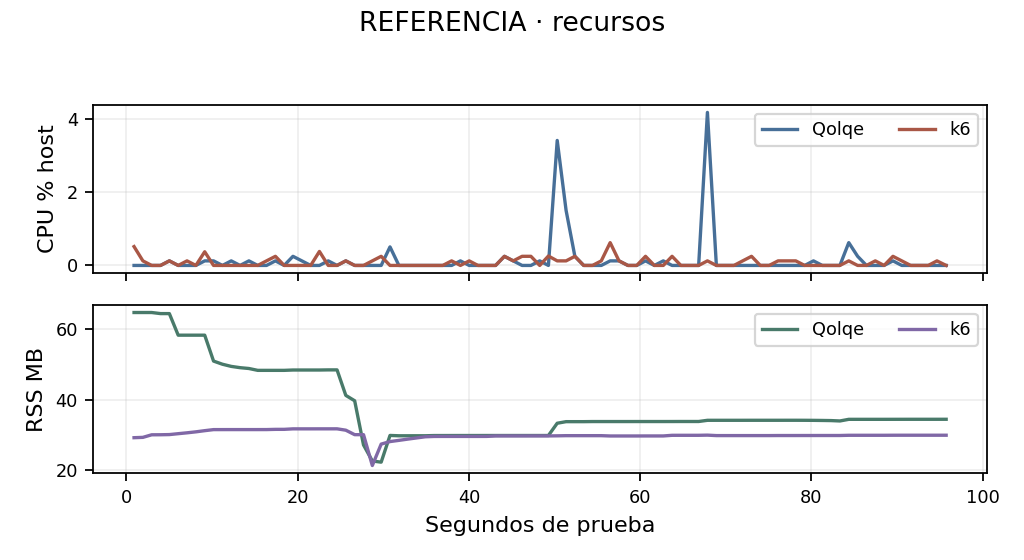 REFERENCIA · recursos
CPU % host
4
2
0
Qolqe k6
RSS MB
60
40
20
Qolqe k6
0 20 40 60 80 100
Segundos de prueba